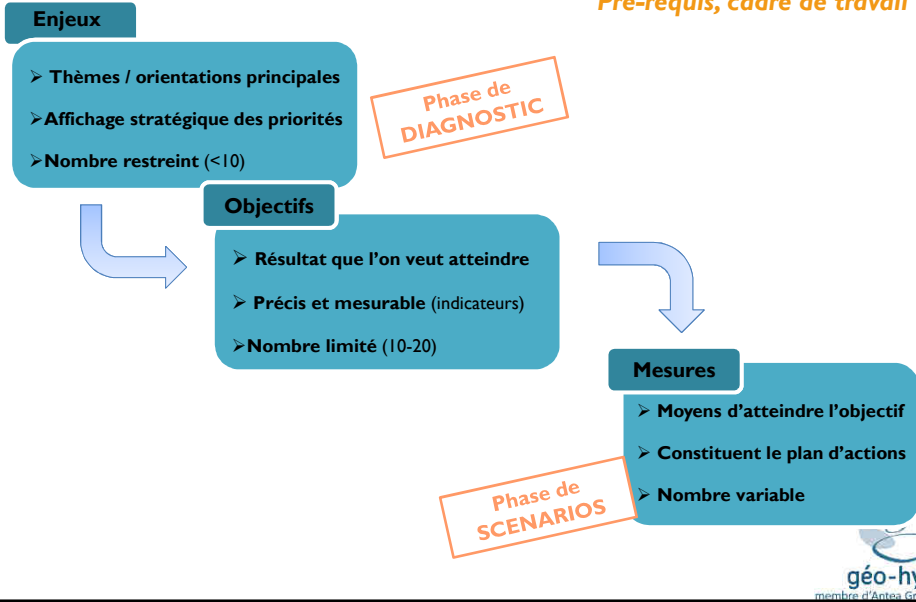 Pré-requis, cadre de travail
Enjeux
➢ Thèmes / orientations principales
➢Affichage stratégique des priorités
➢Nombre restreint (<10)
Phase de
DIAGNOSTIC
Objectifs
➢ Résultat que l'on veut atteindre
➢ Précis et mesurable (indicateurs)
➢Nombre limité (10-20)
Mesures
➢ Moyens d'atteindre l'objectif
➢ Constituent le plan d'actions
➢ Nombre variable
Phase de
SCENARIOS
géo-hy
membre d'Antea Gr